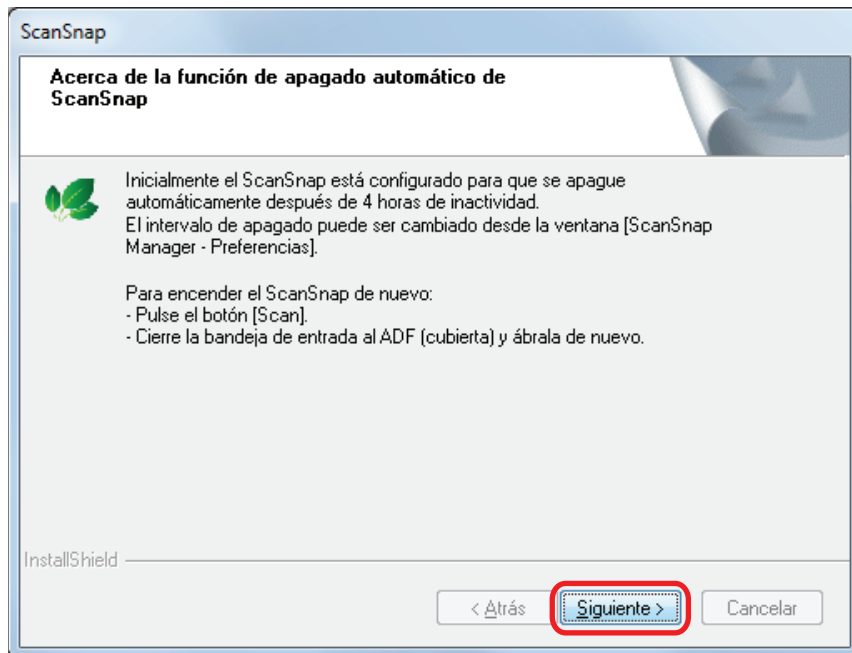 ScanSnap
Acerca de la función de apagado automático de
ScanSnap
Inicialmente el ScanSnap está configurado para que se apague
automáticamente después de 4 horas de inactividad.
El intervalo de apagado puede ser cambiado desde la ventana [ScanSnap
Manager - Preferencias].
Para encender el ScanSnap de nuevo:
- Pulse el botón [Scan].
- Cierre la bandeja de entrada al ADF (cubierta) y ábrala de nuevo.
InstallShield
< Atrás Siguiente > Cancelar